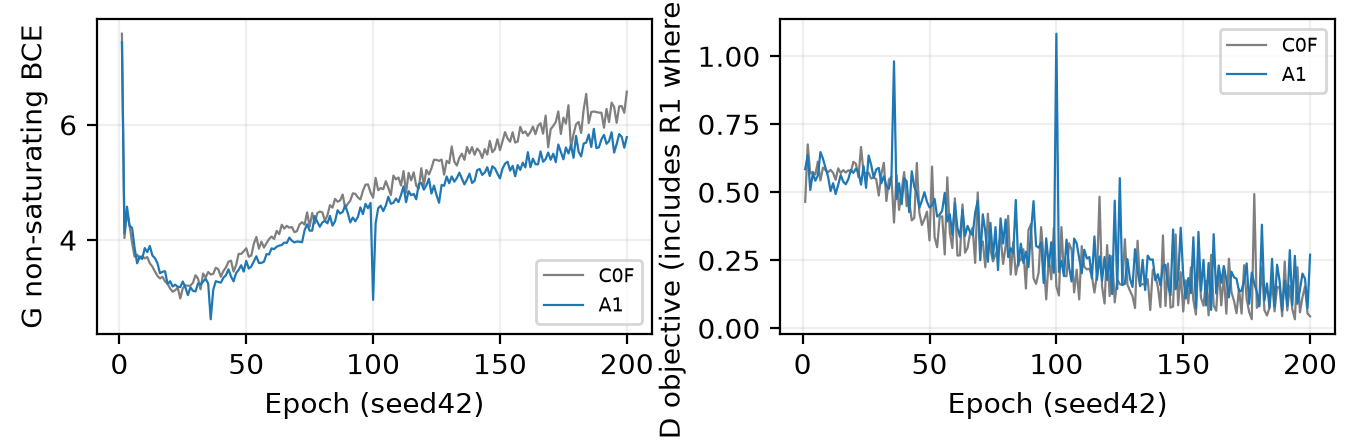 G non-saturating BCE
6
4
0
50
100
150
200
Epoch (seed42)
C0F
A1
D objective (includes R1 where
1.00
0.75
0.50
0.25
0.00
0
50
100
150
200
Epoch (seed42)
C0F
A1